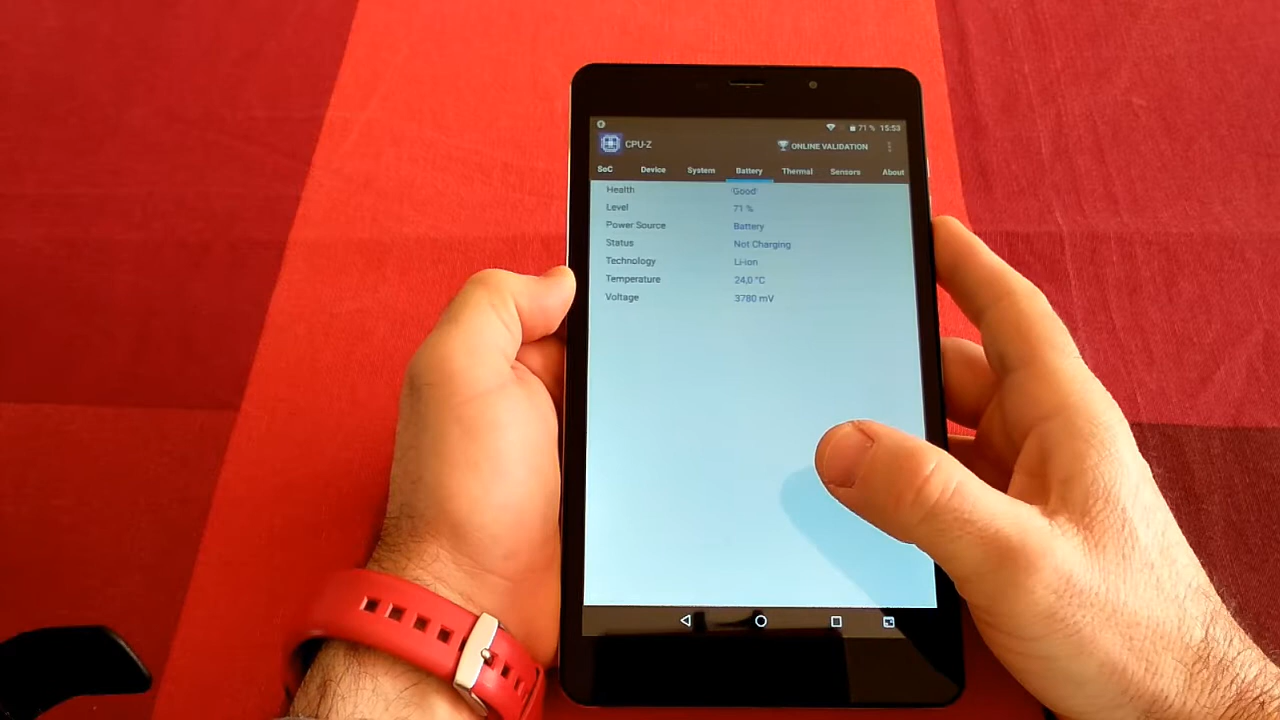 71 % 15:53
CPU-Z ONLINE VALIDATION
SoC Device System Battery Thermal Sensors About
Health Good
Level 71 %
Power Source Battery
Status Not Charging
Technology Li-ion
Temperature 24,0 °C
Voltage 3780 mV